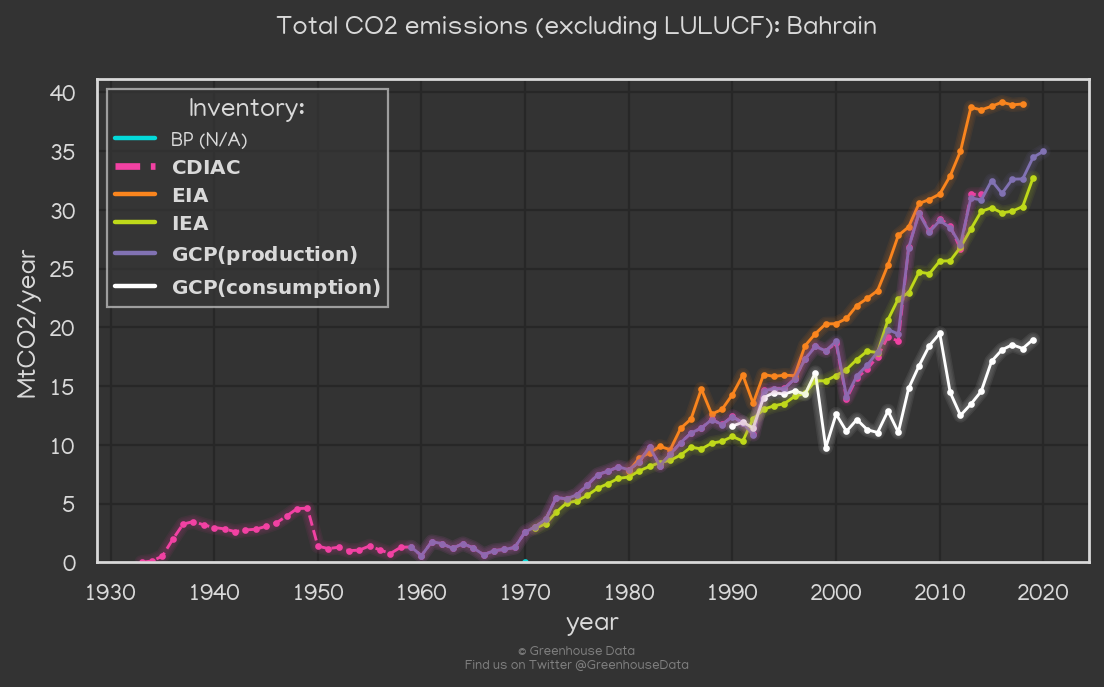 Total CO2 emissions (excluding LULUCF): Bahrain
MtCO2/year
40
35
30
25
20
15
10
5
0
Inventory:
BP (N/A)
CDIAC
EIA
IEA
GCP(production)
GCP(consumption)
1930 1940 1950 1960 1970 1980 1990 2000 2010 2020
year
© Greenhouse Data
Find us on Twitter @GreenhouseData